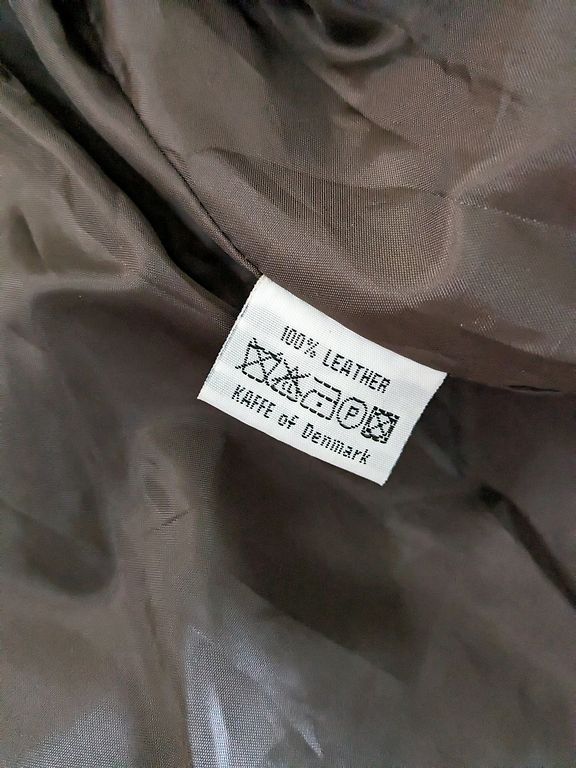 100% LEATHER
P
KAFFE of Denmark